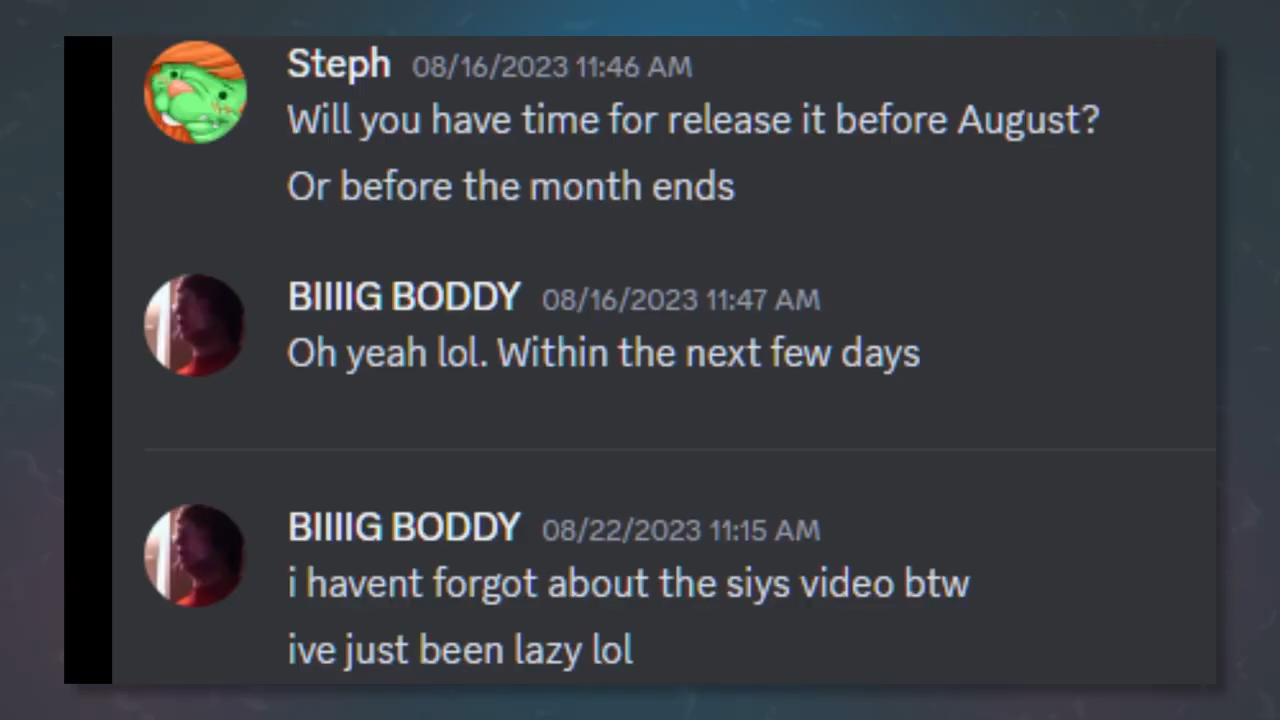 Steph 08/16/2023 11:46 AM
Will you have time for release it before August?
Or before the month ends
BIIIIG BODDY 08/16/2023 11:47 AM
Oh yeah lol. Within the next few days
BIIIIG BODDY 08/22/2023 11:15 AM
i havent forgot about the siys video btw
ive just been lazy lol